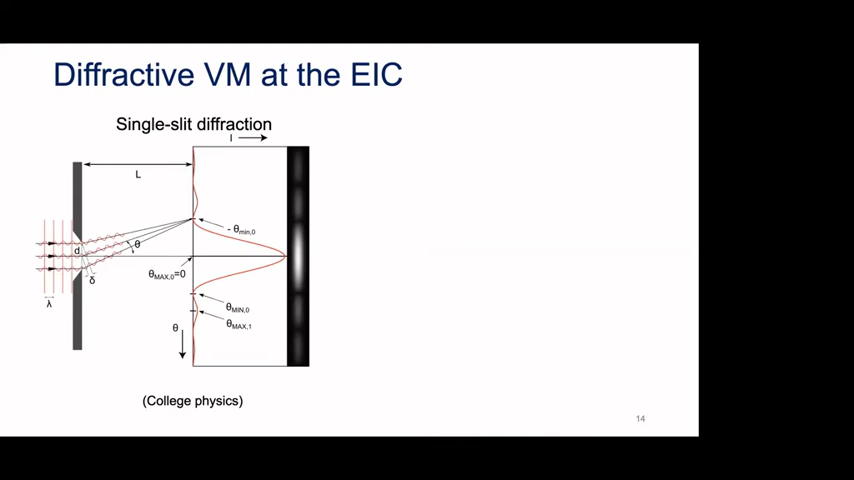 Diffractive VM at the EIC
Single-slit diffraction
I
L
- θmin,0
θ
d
θMAX,0=0
δ
λ
θMIN,0
θMAX,1
θ
(College physics)
14